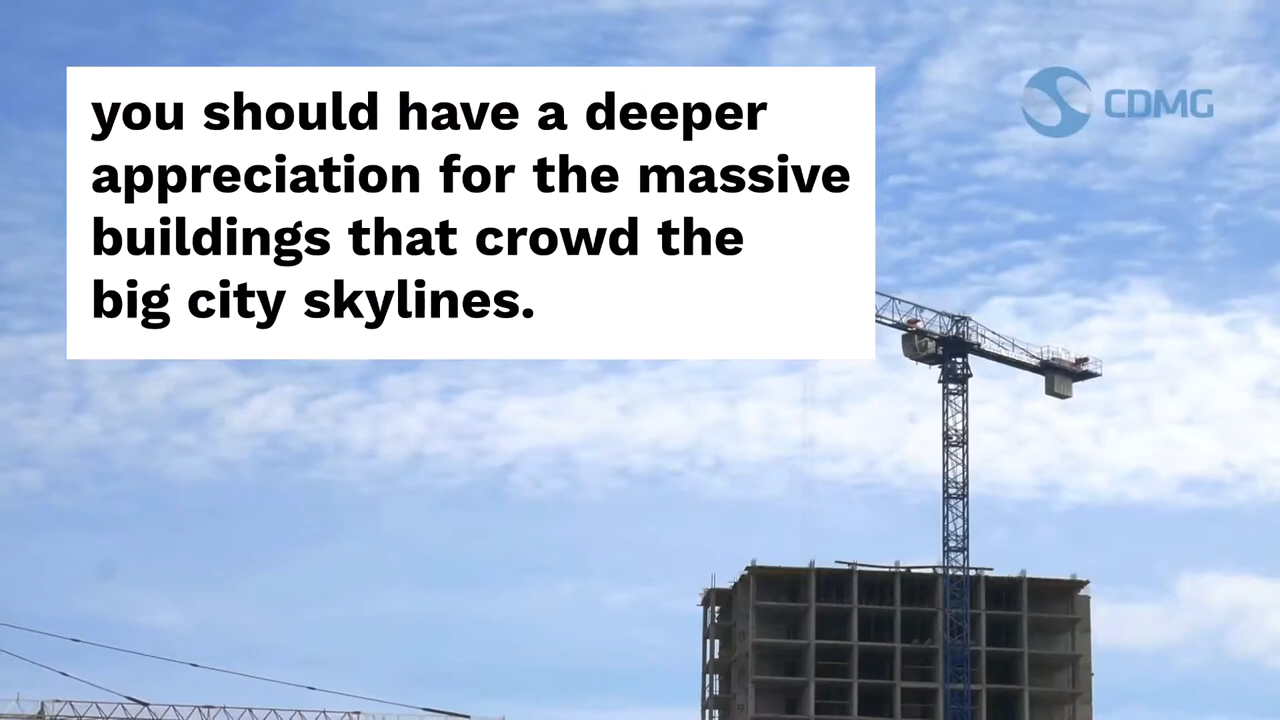 you should have a deeper
appreciation for the massive
buildings that crowd the
big city skylines.
CDMG